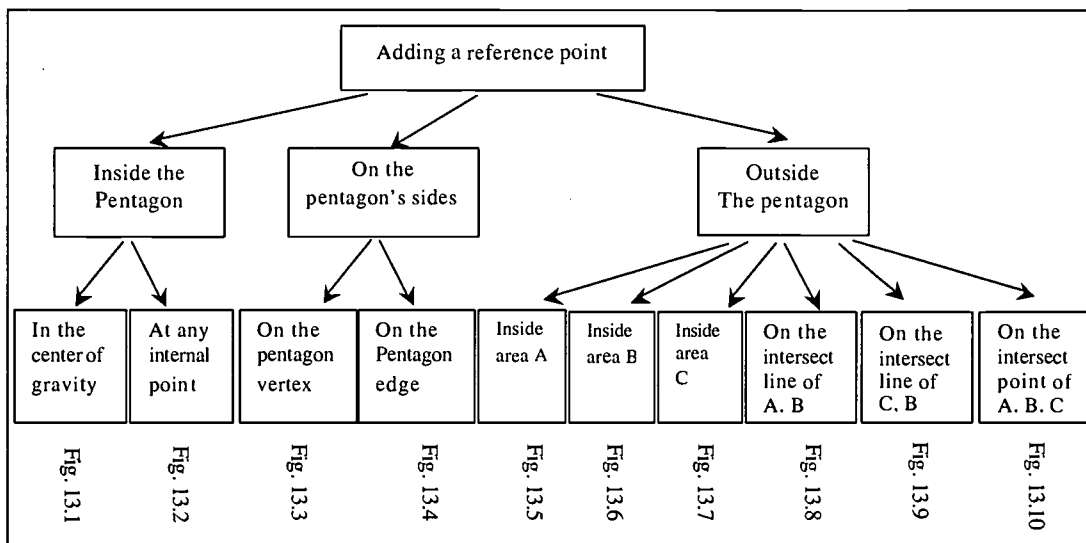 Adding a reference point
Inside the
Pentagon
On the
pentagon's sides
Outside
The pentagon
In the
center of
gravity
At any
internal
point
On the
pentagon
vertex
On the
Pentagon
edge
Inside
area A
Inside
area B
Inside
area
C
On the
intersect
line of
A. B
On the
intersect
line of
C, B
On the
intersect
point of
A. B. C
Fig. 13.1
Fig. 13.2
Fig. 13.3
Fig. 13.4
Fig. 13.5
Fig. 13.6
Fig. 13.7
Fig. 13.8
Fig. 13.9
Fig. 13.10